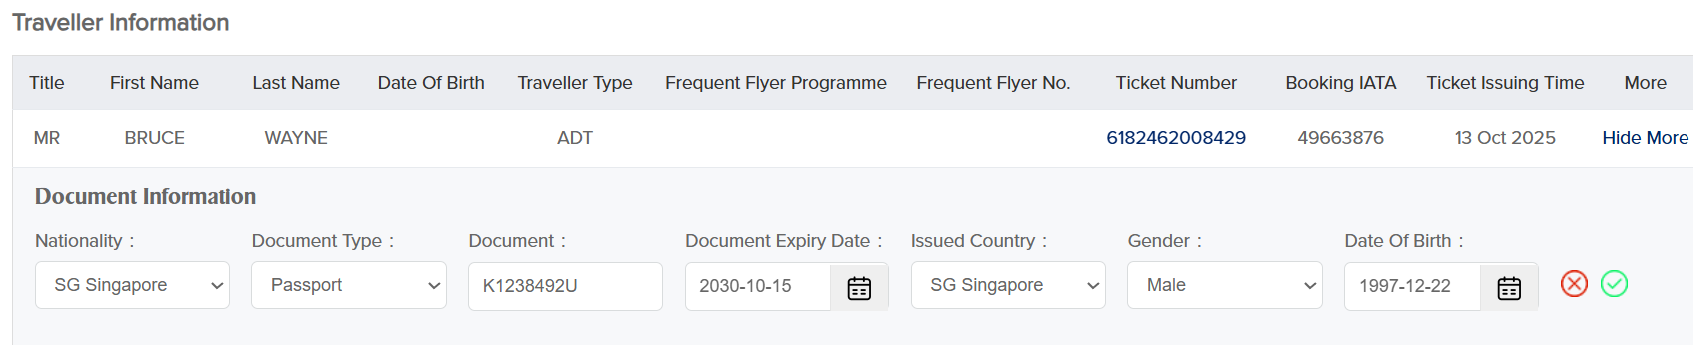 Traveller Information
Title First Name Last Name Date Of Birth Traveller Type Frequent Flyer Programme Frequent Flyer No. Ticket Number Booking IATA Ticket Issuing Time More
MR BRUCE WAYNE ADT 6182462008429 49663876 13 Oct 2025 Hide More
Document Information
Nationality : Document Type : Document : Document Expiry Date : Issued Country : Gender : Date Of Birth :
SG Singapore Passport K1238492U 2030-10-15 SG Singapore Male 1997-12-22